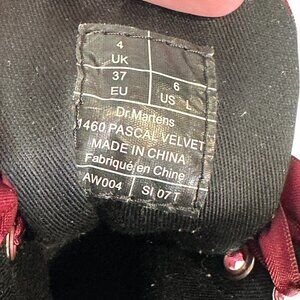 4 UK
37 EU 6 US L
Dr.Martens
1460 PASCAL VELVET
MADE IN CHINA
Fabriqué en Chine
AW004 SI 07 T